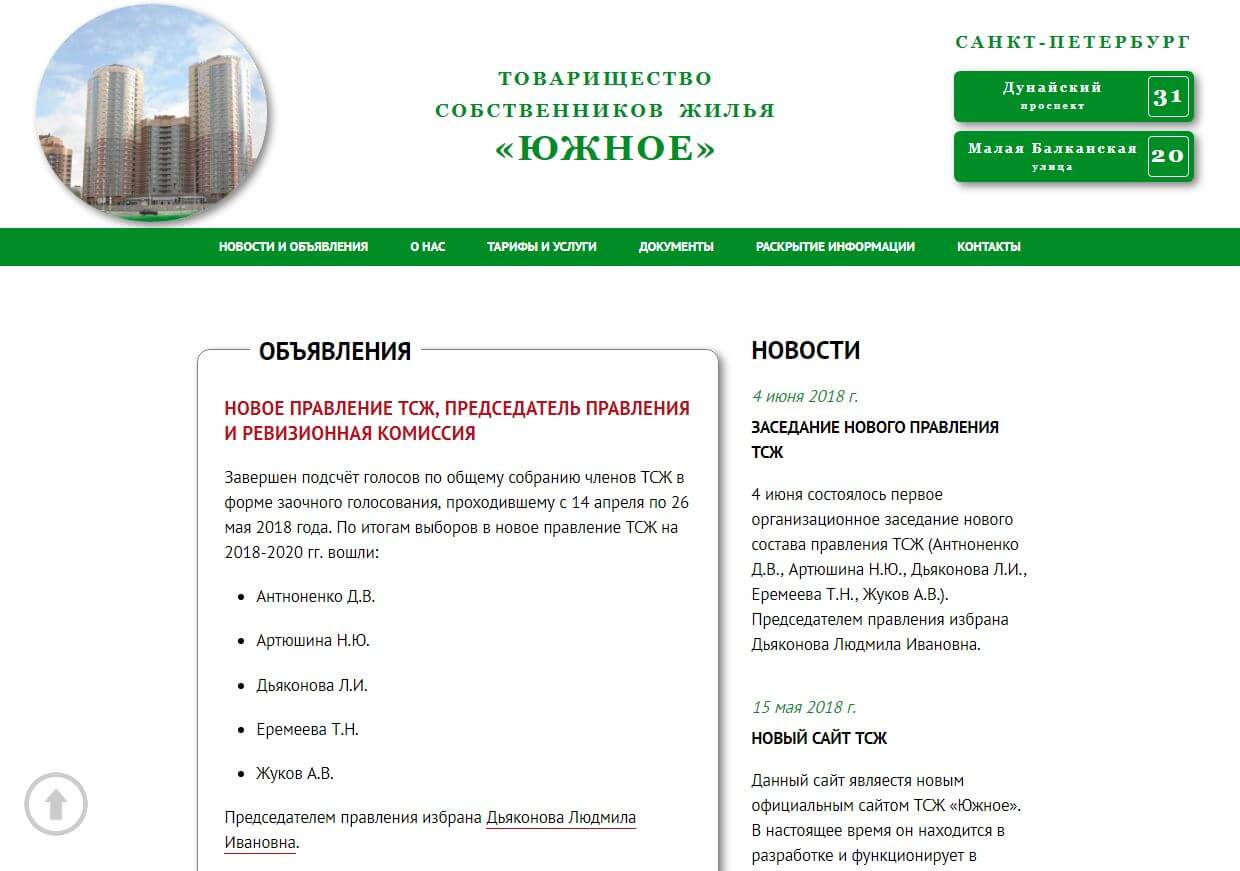 ТОВАРИЩЕСТВО
СОБСТВЕННИКОВ ЖИЛЬЯ
«ЮЖНОЕ»
САНКТ-ПЕТЕРБУРГ
Дунайский
проспект
31
Малая Балканская
улица
20
НОВОСТИ И ОБЪЯВЛЕНИЯ О НАС ТАРИФЫ И УСЛУГИ ДОКУМЕНТЫ РАСКРЫТИЕ ИНФОРМАЦИИ КОНТАКТЫ
ОБЪЯВЛЕНИЯ
НОВОЕ ПРАВЛЕНИЕ ТСЖ, ПРЕДСЕДАТЕЛЬ ПРАВЛЕНИЯ
И РЕВИЗИОННАЯ КОМИССИЯ
Завершен подсчёт голосов по общему собранию членов ТСЖ в
форме заочного голосования, проходившему с 14 апреля по 26
мая 2018 года. По итогам выборов в новое правление ТСЖ на
2018-2020 гг. вошли:
• Антноненко Д.В.
• Артюшина Н.Ю.
• Дьяконова Л.И.
• Еремеева Т.Н.
• Жуков А.В.
Председателем правления избрана Дьяконова Людмила
Ивановна.
НОВОСТИ
4 июня 2018 г.
ЗАСЕДАНИЕ НОВОГО ПРАВЛЕНИЯ
ТСЖ
4 июня состоялось первое
организационное заседание нового
состава правления ТСЖ (Антноненко
Д.В., Артюшина Н.Ю., Дьяконова Л.И.,
Еремеева Т.Н., Жуков А.В.).
Председателем правления избрана
Дьяконова Людмила Ивановна.
15 мая 2018 г.
НОВЫЙ САЙТ ТСЖ
Данный сайт являестя новым
официальным сайтом ТСЖ «Южное».
В настоящее время он находится в
разработке и функционирует в